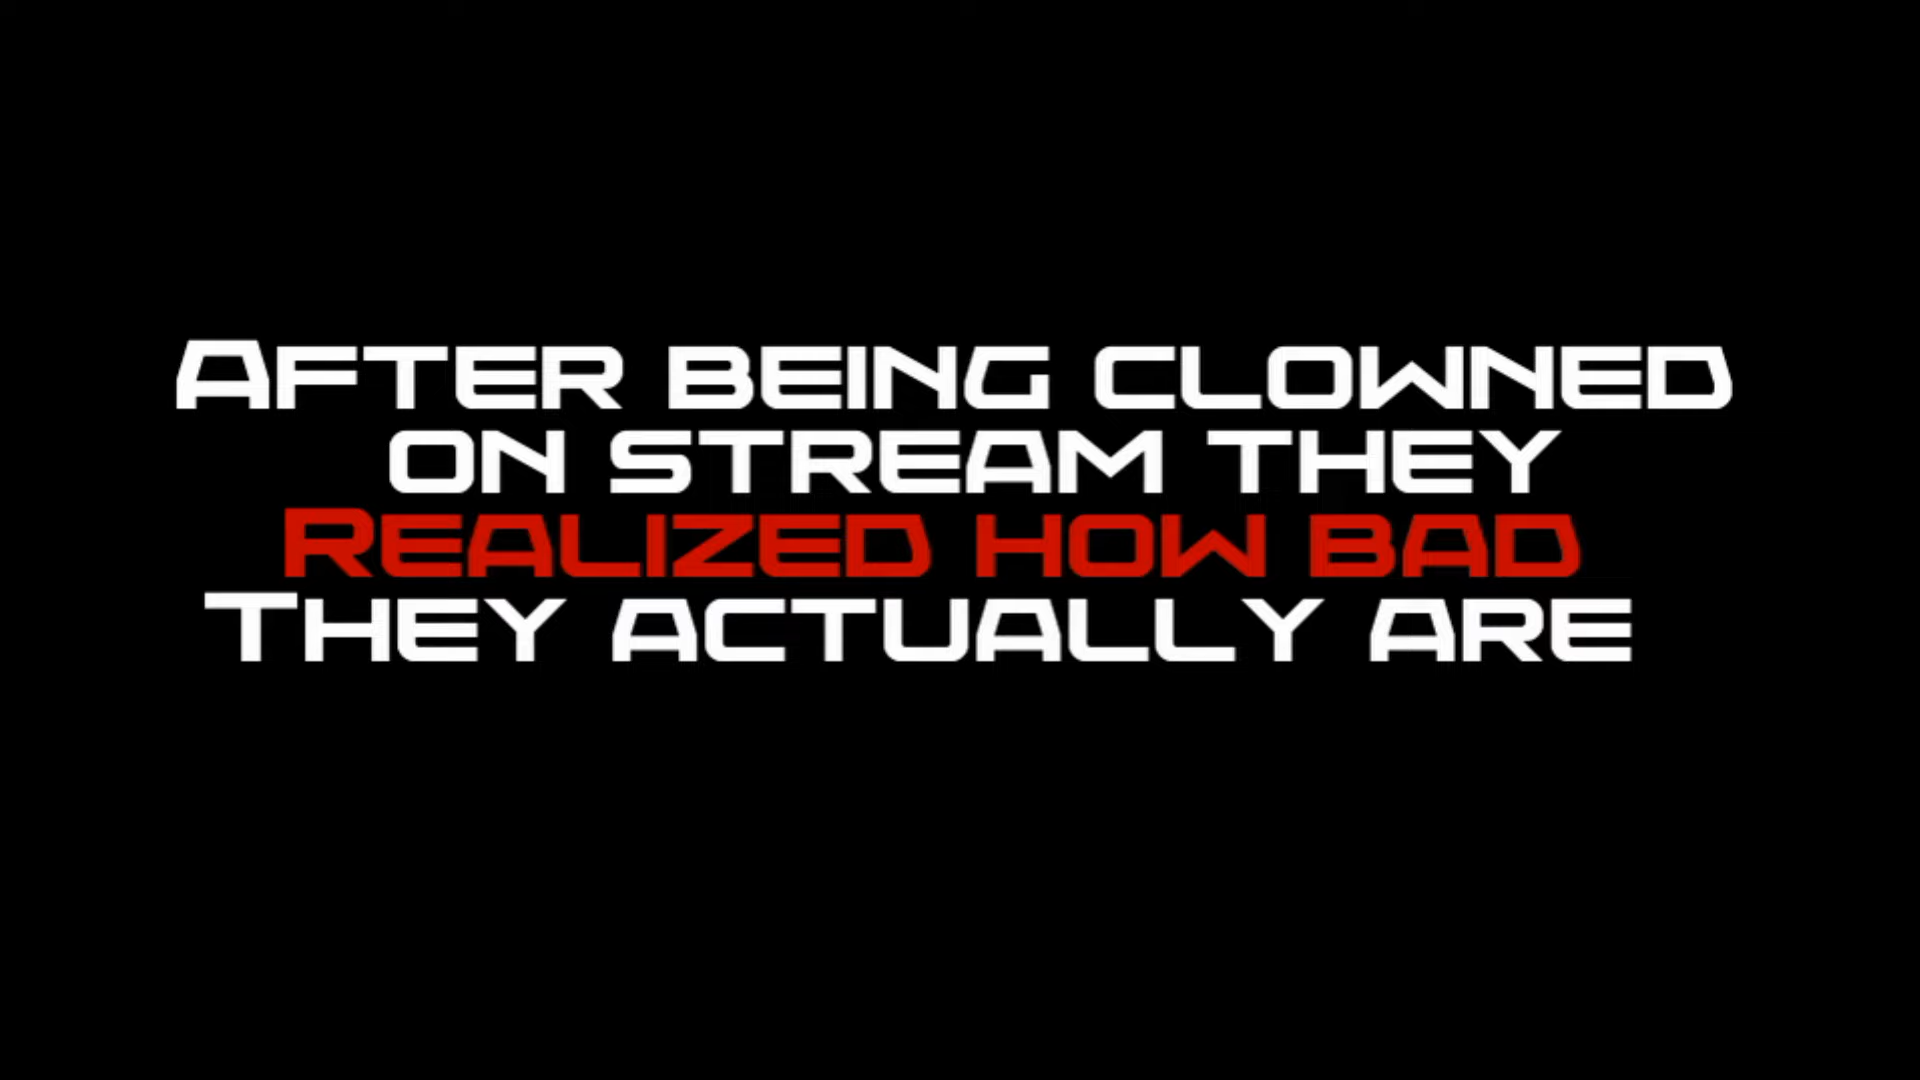 After being clowned
on stream they
Realized how bad
They actually are